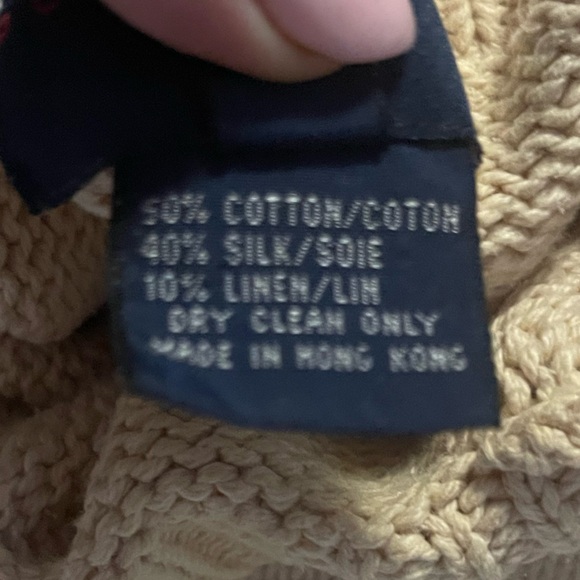 50% COTTON/COTON
40% SILK/SOIE
10% LINEN/LIN
DRY CLEAN ONLY
MADE IN HONG KONG